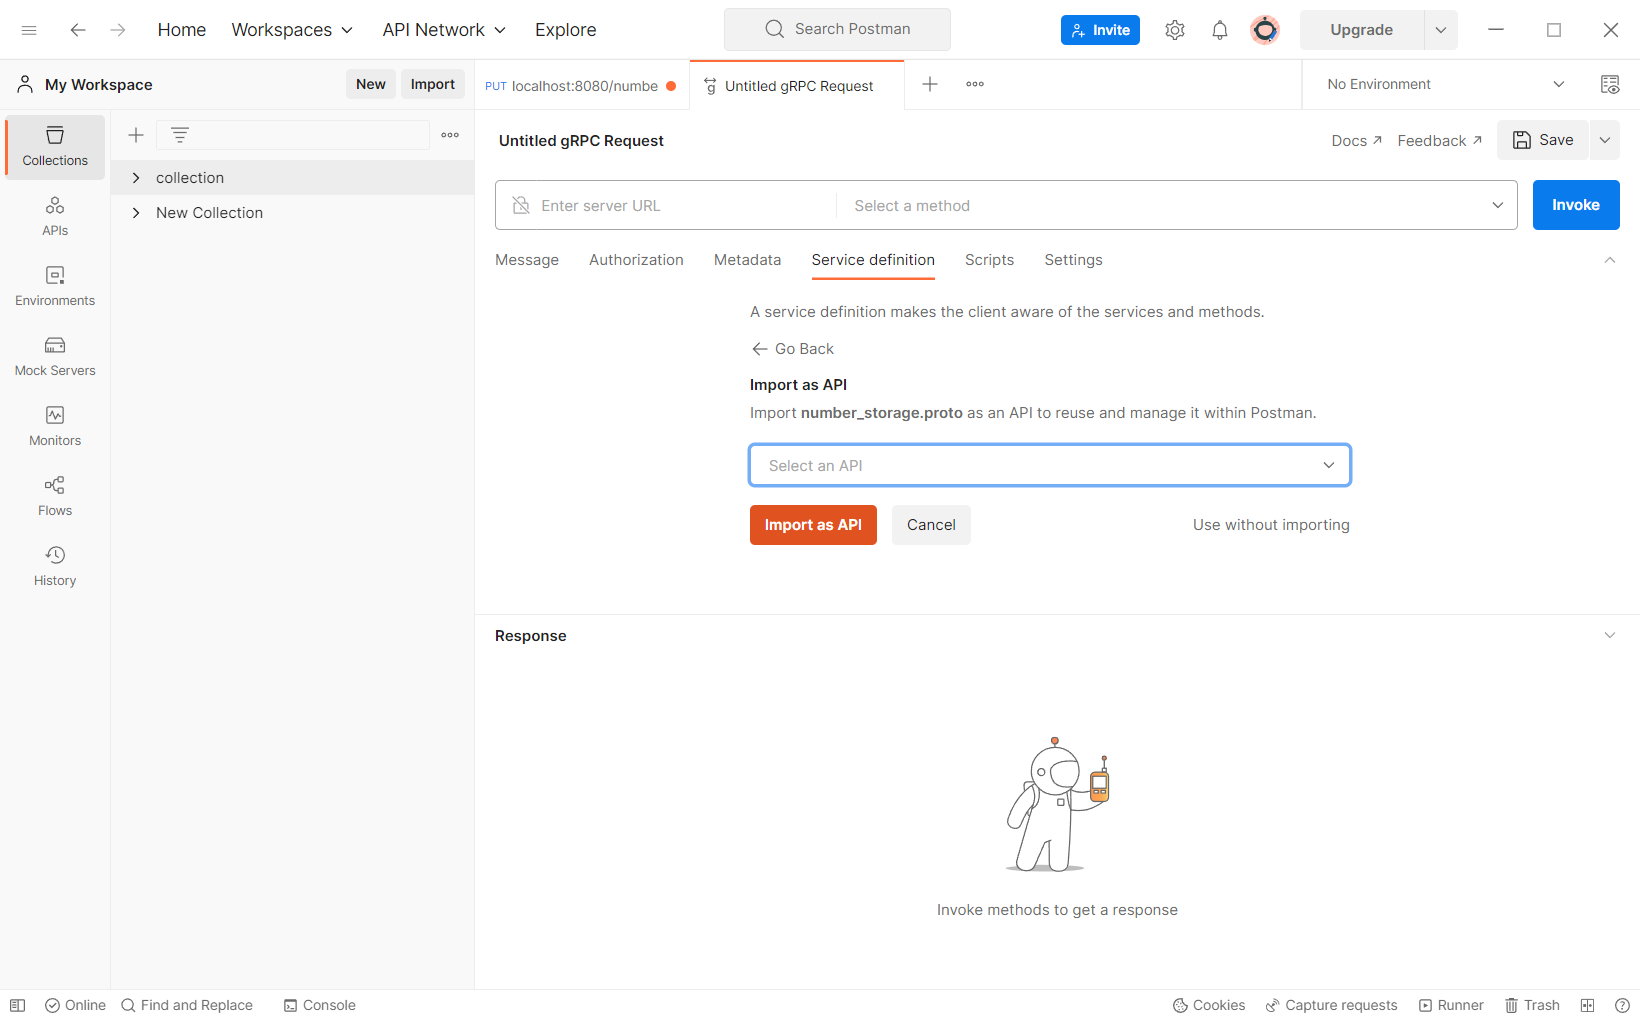 Home Workspaces API Network Explore Search Postman Invite Upgrade
My Workspace New Import PUT localhost:8080/numbe Untitled gRPC Request No Environment
Collections
APIs
Environments
Mock Servers
Monitors
Flows
History
collection
New Collection
Untitled gRPC Request Docs Feedback Save
Enter server URL Select a method Invoke
Message Authorization Metadata Service definition Scripts Settings
A service definition makes the client aware of the services and methods.
Go Back
Import as API
Import number_storage.proto as an API to reuse and manage it within Postman.
Select an API
Import as API Cancel Use without importing
Response
Invoke methods to get a response
Online Find and Replace Console Cookies Capture requests Runner Trash